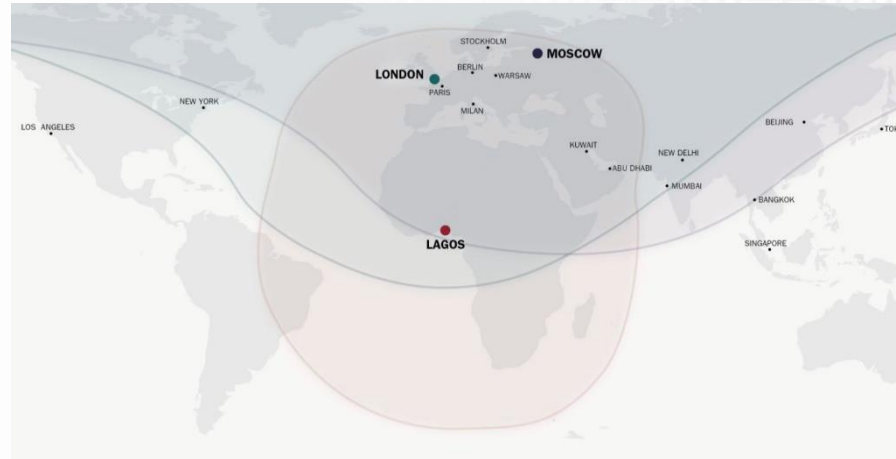 STOCKHOLM
MOSCOW
LONDON
BERLIN
WARSAW
PARIS
NEW YORK
MILAN
LOS ANGELES
BEIJING
TO
KUWAIT
NEW DELHI
ABU DHABI
MUMBAI
BANGKOK
LAGOS
SINGAPORE